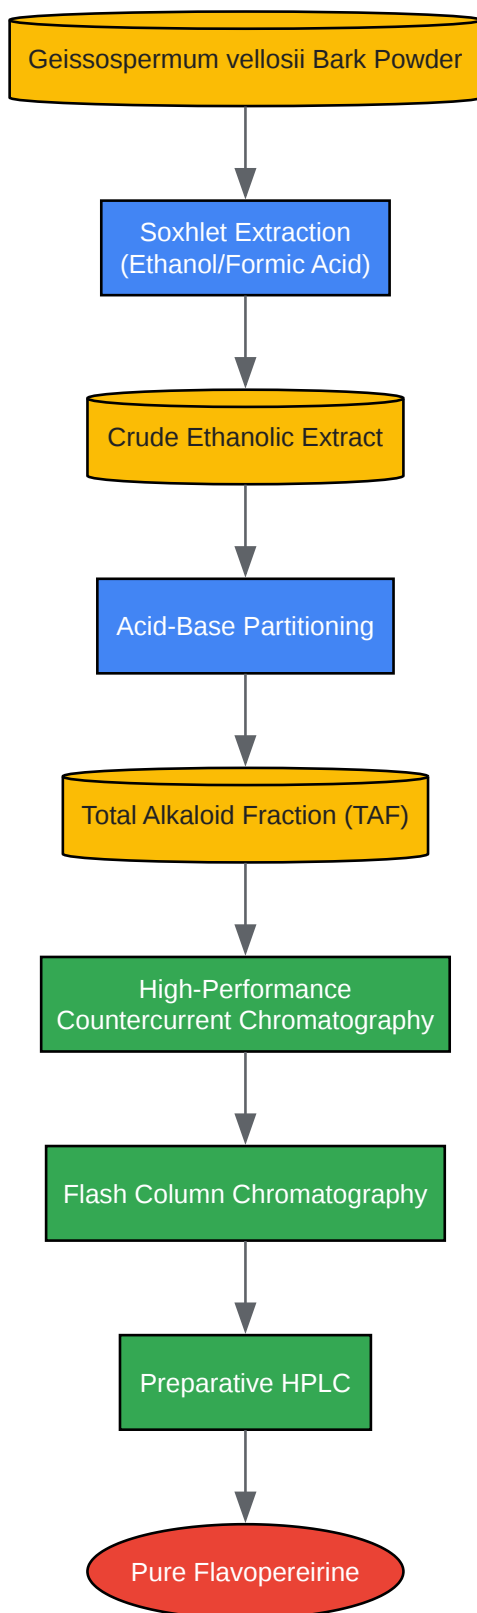 Geissospermum vellosii Bark Powder
Soxhlet Extraction
(Ethanol/Formic Acid)
Crude Ethanolic Extract
Acid-Base Partitioning
Total Alkaloid Fraction (TAF)
High-Performance
Countercurrent Chromatography
Flash Column Chromatography
Preparative HPLC
Pure Flavopereirine